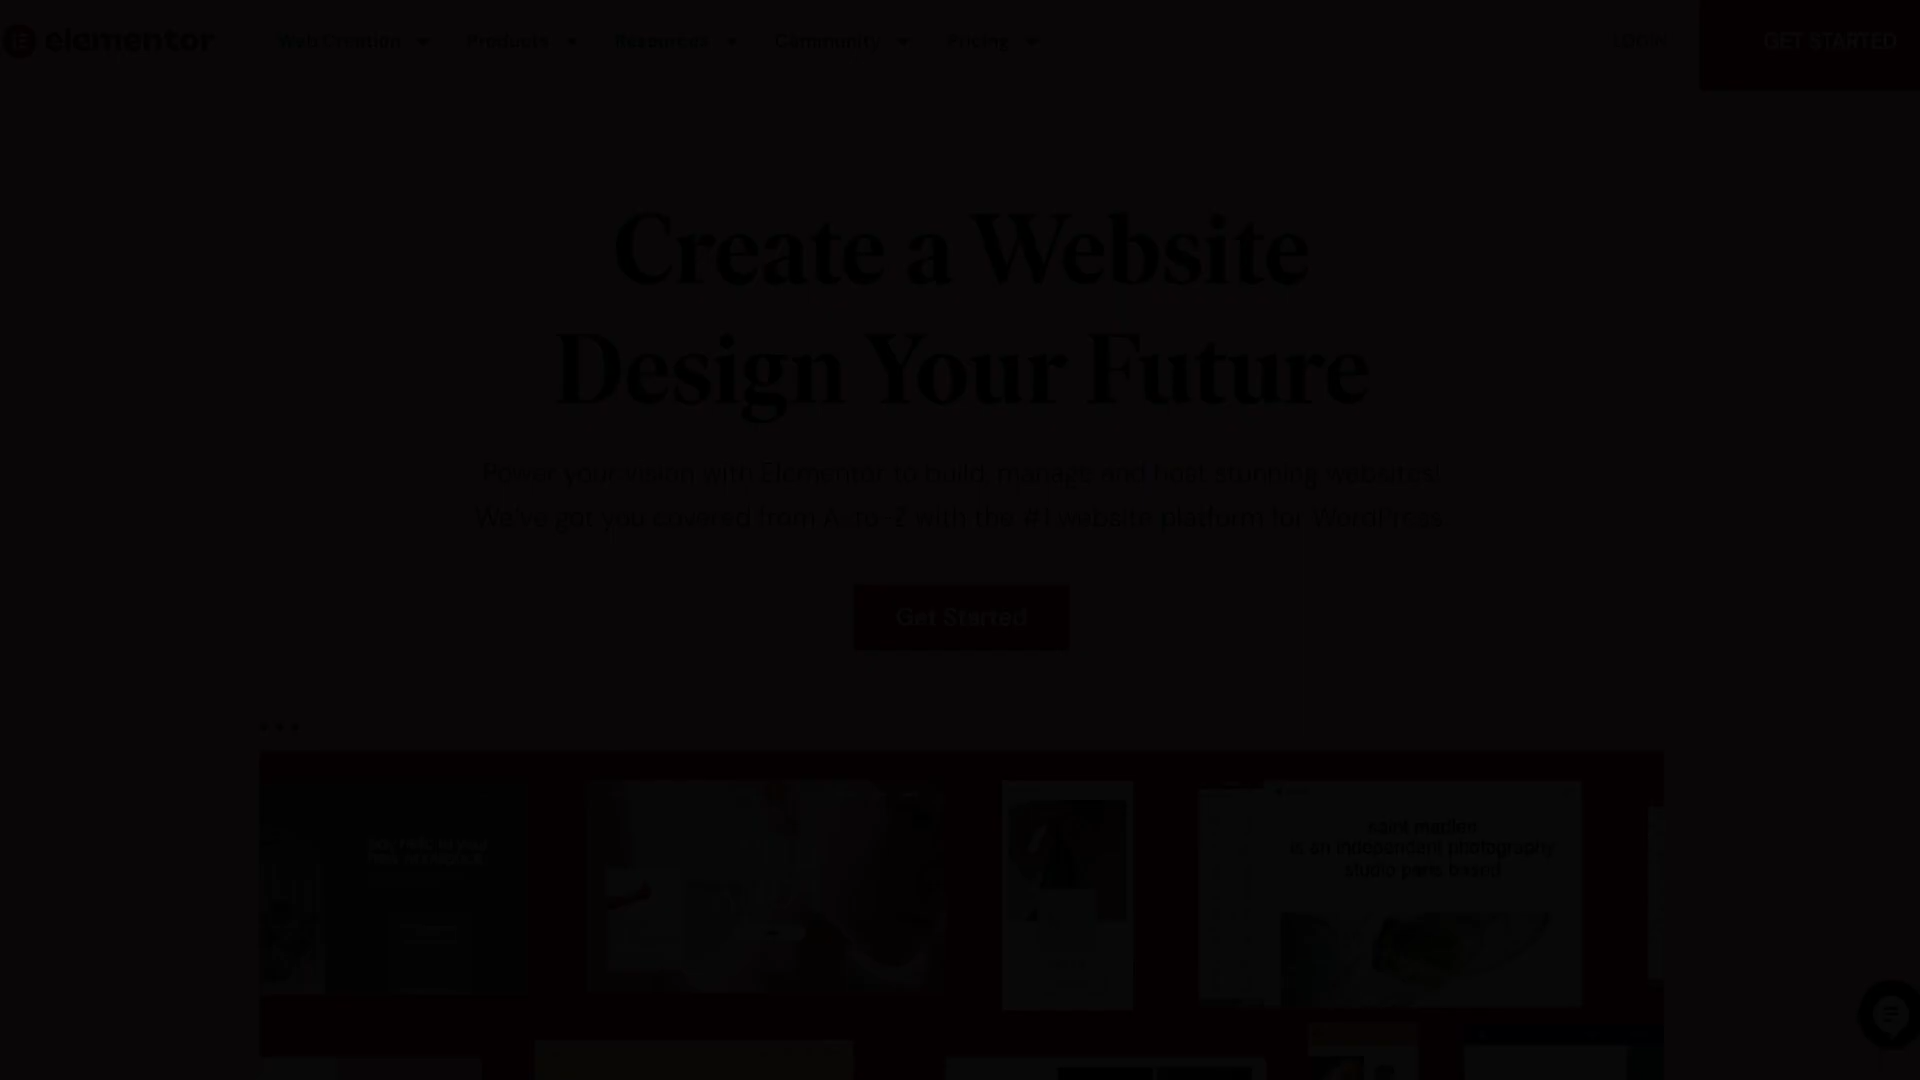 elementor
Web Creation
Products
Resources
Community
Pricing
LOGIN
GET STARTED
Create a Website
Design Your Future
Power your vision with Elementor to build, manage and host stunning websites!
We've got you covered from A-to-Z with the #1 website platform for WordPress.
Get Started
saint madlen
is an independent photography
studio paris based